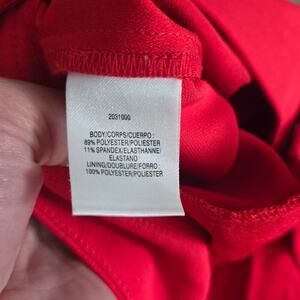 2031000
BODY/CORPS/CUERPO:
89% POLYESTER/POLIESTER
11% SPANDEX/ELASTHANNE/
ELASTANO
LINING/DOUBLURE/FORRO:
100% POLYESTER/POLIESTER